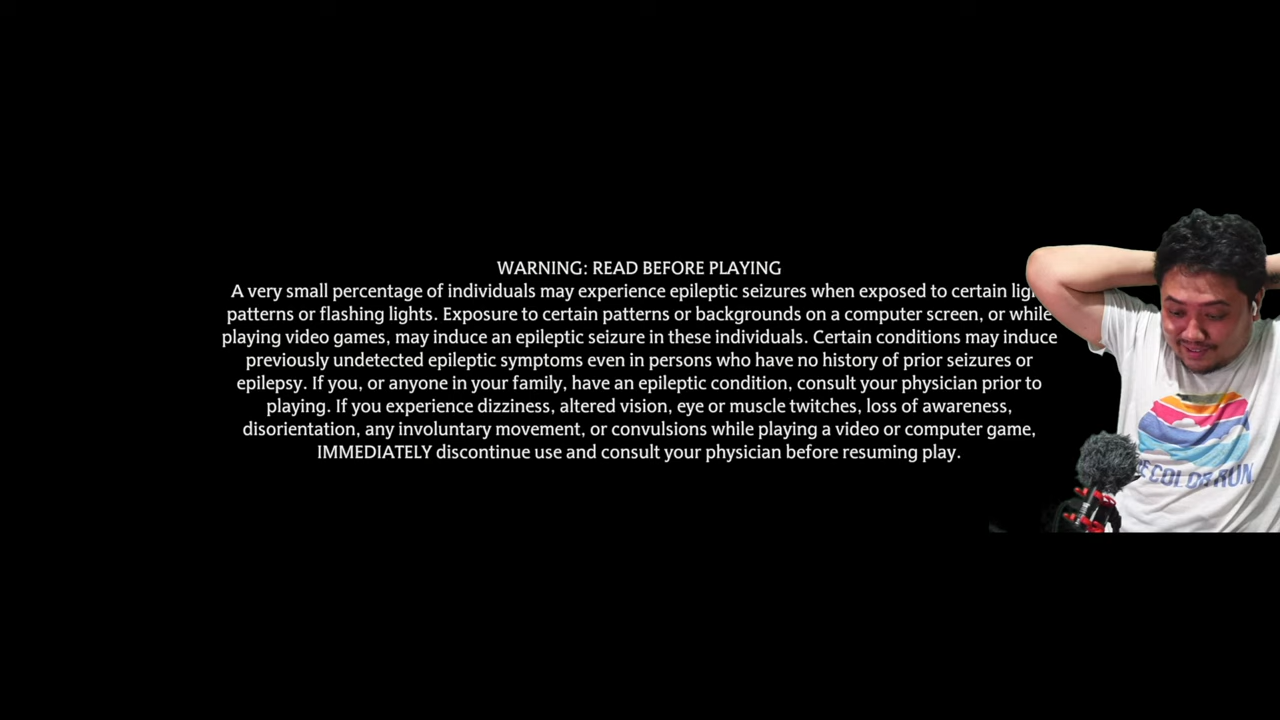 WARNING: READ BEFORE PLAYING
A very small percentage of individuals may experience epileptic seizures when exposed to certain
patterns or flashing lights. Exposure to certain patterns or backgrounds on a computer screen, or while
playing video games, may induce an epileptic seizure in these individuals. Certain conditions may induce
previously undetected epileptic symptoms even in persons who have no history of prior seizures or
epilepsy. If you, or anyone in your family, have an epileptic condition, consult your physician prior to
playing. If you experience dizziness, altered vision, eye or muscle twitches, loss of awareness,
disorientation, any involuntary movement, or convulsions while playing a video or computer game,
IMMEDIATELY discontinue use and consult your physician before resuming play.
COLOR RUN